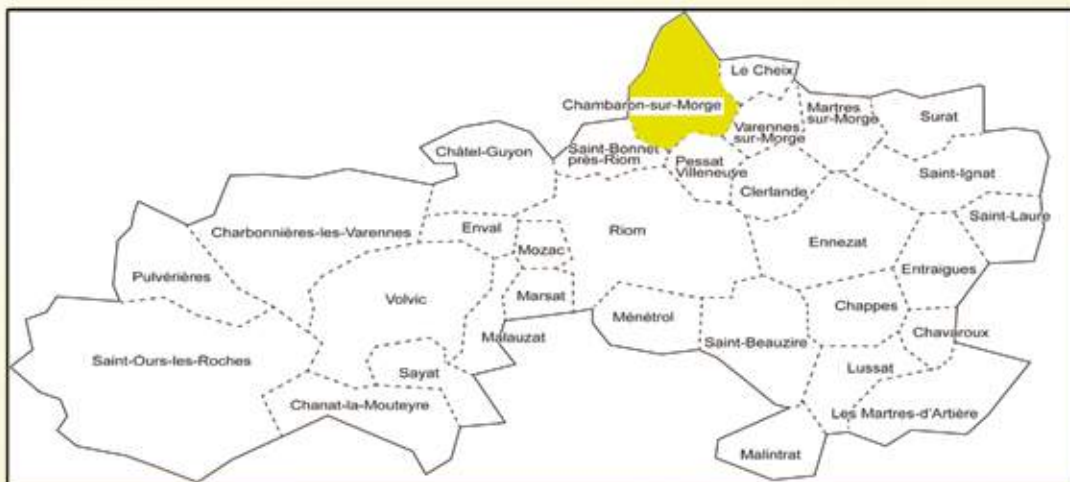 Le Cheix
Chambaron-sur-Morge
Martres
sur-Morge
Surat
Varennes
sur-Morge
Châtel-Guyon
Saint-Bonnet
près-Riom
Pessat
Villeneuve
Saint-Ignat
Clerlande
Saint-Laure
Charbonnières-les-Varennes
Enval
Riom
Ennezat
Mozac
Pulvérières
Entraigues
Volvic
Marsat
Chappes
Ménétrol
Malauzat
Chavaroux
Saint-Beauzire
Saint-Ours-les-Roches
Sayat
Lussat
Chanat-la-Mouteyre
Les Martres-d'Artière
Malintrat